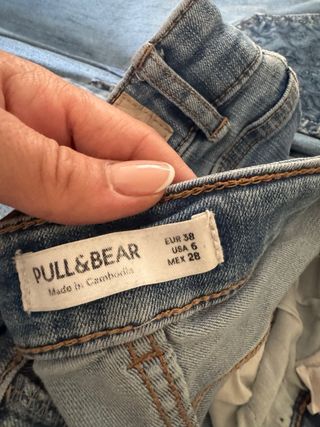 PULL&BEAR
Made in Cambodia
EUR 38
USA 6
MEX 28